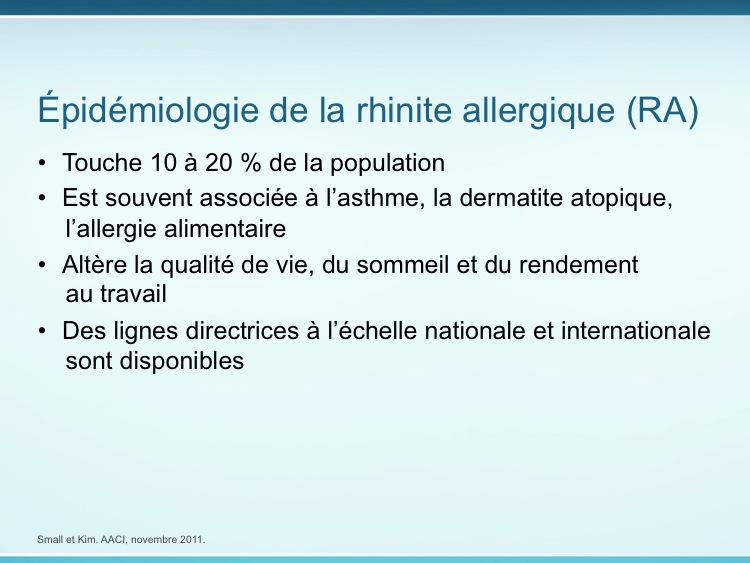 Épidémiologie de la rhinite allergique (RA)
• Touche 10 à 20 % de la population
• Est souvent associée à l’asthme, la dermatite atopique,
l’allergie alimentaire
• Altère la qualité de vie, du sommeil et du rendement
au travail
• Des lignes directrices à l’échelle nationale et internationale
sont disponibles
Small et Kim. AACI, novembre 2011.